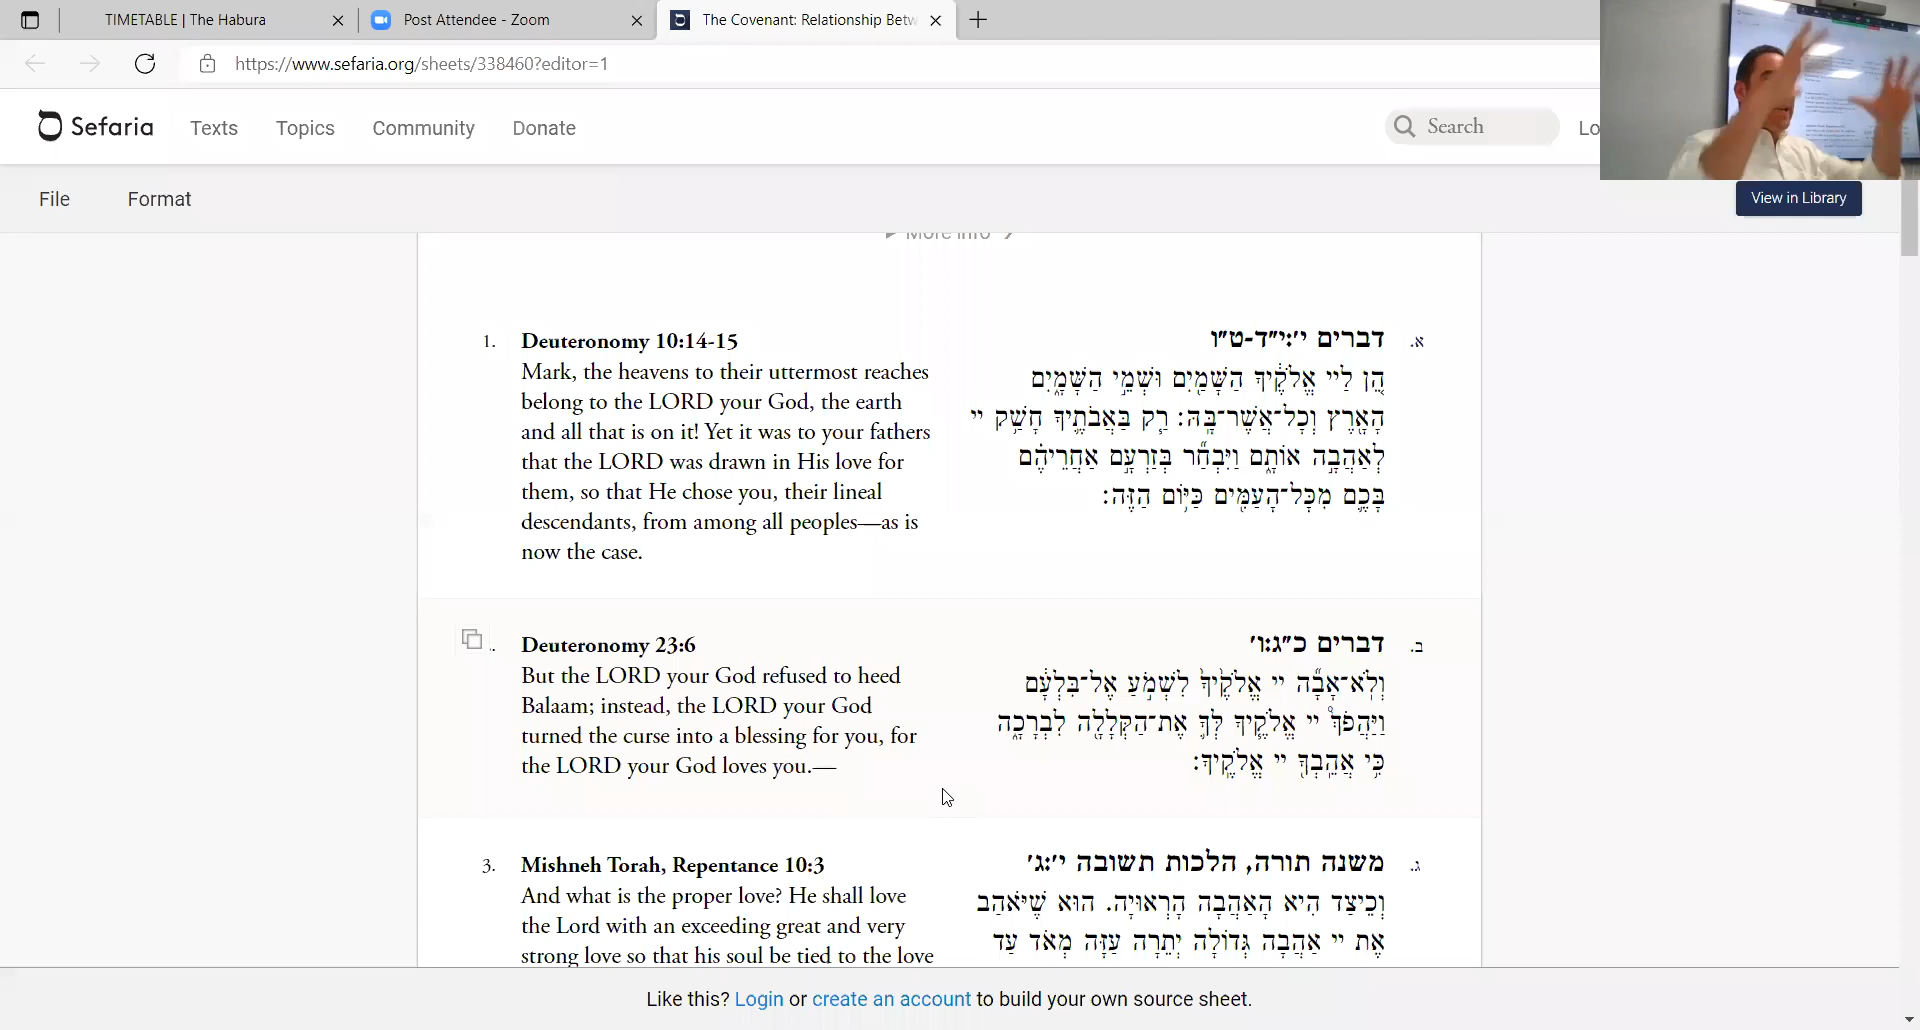 TIMETABLE | The Habura
Post Attendee - Zoom
The Covenant: Relationship Betw
https://www.sefaria.org/sheets/338460?editor=1
Sefaria
Texts
Topics
Community
Donate
Search
Lo
File
Format
View in Library
More Info
1.
Deuteronomy 10:14-15
Mark, the heavens to their uttermost reaches
belong to the LORD your God, the earth
and all that is on it! Yet it was to your fathers
that the LORD was drawn in His love for
them, so that He chose you, their lineal
descendants, from among all peoples—as is
now the case.
א.
דברים י׳:י״ד-ט״ו
הֵ֚ן לַיי אֱלֹקֶ֔יךָ הַשָּׁמַ֖יִם וּשְׁמֵ֣י הַשָּׁמָ֑יִם
הָאָ֖רֶץ וְכׇל־אֲשֶׁר־בָּֽהּ׃ רַ֧ק בַּאֲבֹתֶ֛יךָ חָשַׁ֥ק יי
לְאַהֲבָ֣ה אוֹתָ֑ם וַיִּבְחַ֞ר בְּזַרְעָ֣ם אַחֲרֵיהֶ֗ם
בָּכֶ֛ם מִכׇּל־הָעַמִּ֖ים כַּיּ֥וֹם הַזֶּֽה׃
.
Deuteronomy 23:6
But the LORD your God refused to heed
Balaam; instead, the LORD your God
turned the curse into a blessing for you, for
the LORD your God loves you.—
ב.
דברים כ״ג:ו׳
וְלֹֽא־אָבָ֞ה יי אֱלֹקֶ֙יךָ֙ לִשְׁמֹ֣עַ אֶל־בִּלְעָ֔ם
וַיַּהֲפֹךְ֩ יי אֱלֹקֶ֧יךָ לְּךָ֛ אֶת־הַקְּלָלָ֖ה לִבְרָכָ֑ה
כִּ֥י אֲהֵֽבְךָ֖ יי אֱלֹקֶֽיךָ׃
3.
Mishneh Torah, Repentance 10:3
And what is the proper love? He shall love
the Lord with an exceeding great and very
strong love so that his soul be tied to the love
ג.
משנה תורה, הלכות תשובה י׳:ג׳
וְכֵיצַד הִיא הָאַהֲבָה הָרְאוּיָה. הוּא שֶׁיֹּאהַב
אֶת יי אַהֲבָה גְּדוֹלָה יְתֵרָה עַזָּה מְאֹד עַד
Like this? Login or create an account to build your own source sheet.